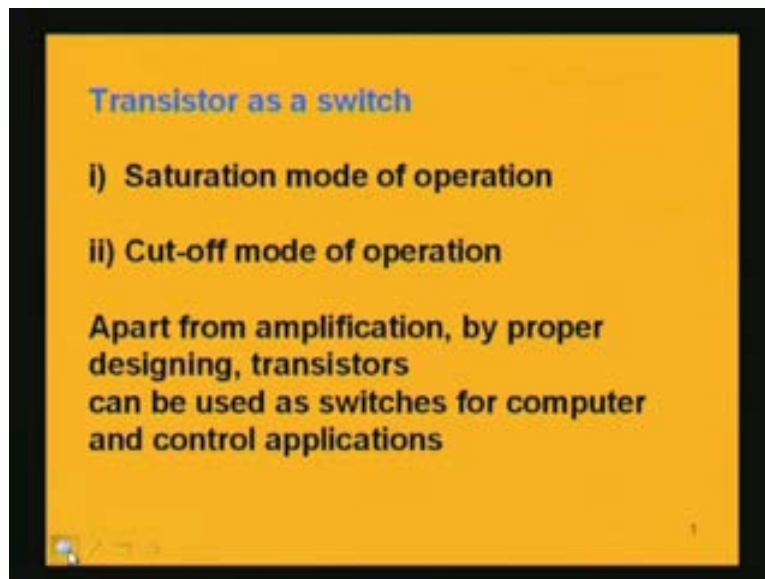 Transistor as a switch
i) Saturation mode of operation
ii) Cut-off mode of operation
Apart from amplification, by proper
designing, transistors
can be used as switches for computer
and control applications
1